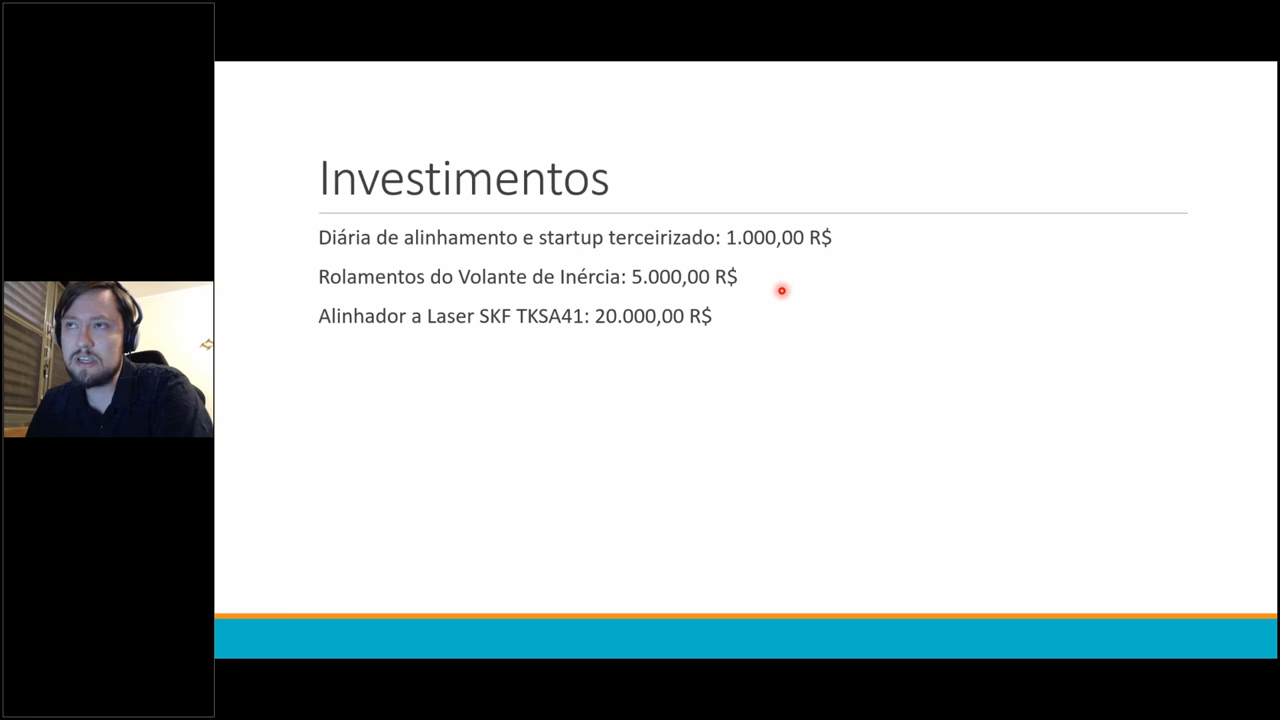 Investimentos
Diária de alinhamento e startup terceirizado: 1.000,00 R$
Rolamentos do Volante de Inércia: 5.000,00 R$
Alinhador a Laser SKF TKSA41: 20.000,00 R$